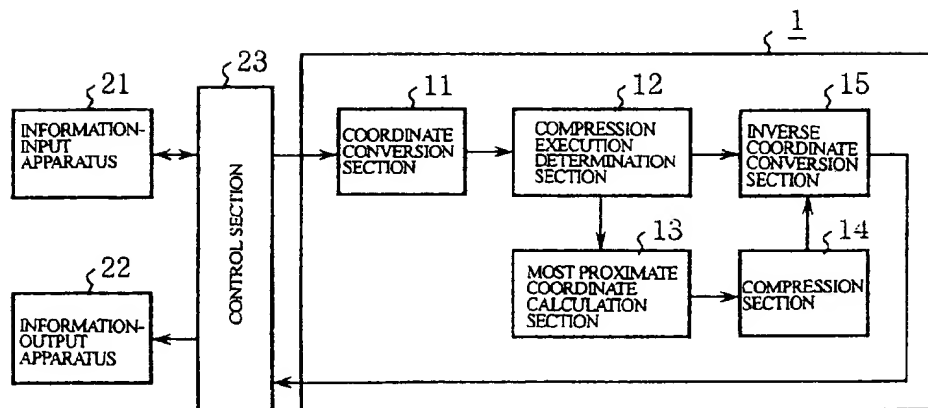 1
23
21
11
12
15
INFORMATION-
INPUT
APPARATUS
CONTROL SECTION
COORDINATE
CONVERSION
SECTION
COMPRESSION
EXECUTION
DETERMINATION
SECTION
INVERSE
COORDINATE
CONVERSION
SECTION
22
13
14
INFORMATION-
OUTPUT
APPARATUS
MOST PROXIMATE
COORDINATE
CALCULATION
SECTION
COMPRESSION
SECTION